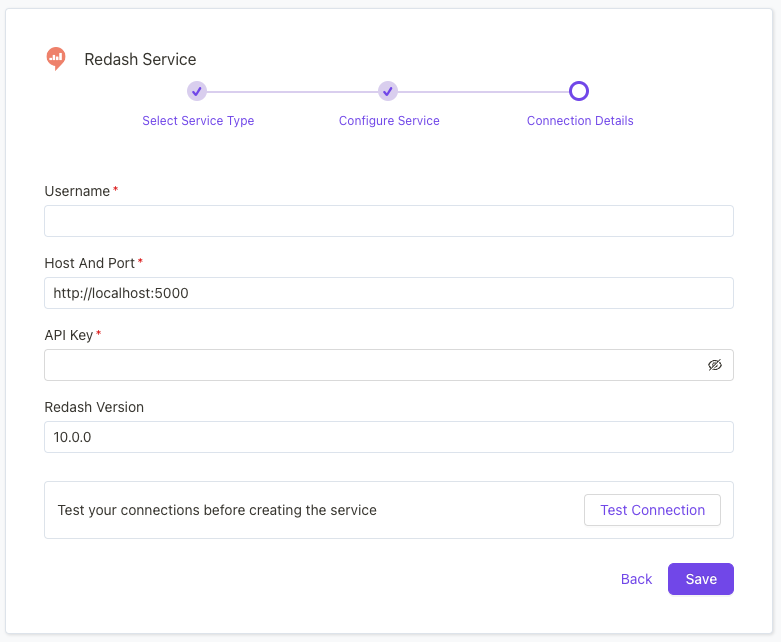 Redash Service
Select Service Type
Configure Service
Connection Details
Username*
Host And Port*
http://localhost:5000
API Key*
Redash Version
10.0.0
Test your connections before creating the service
Test Connection
Back
Save